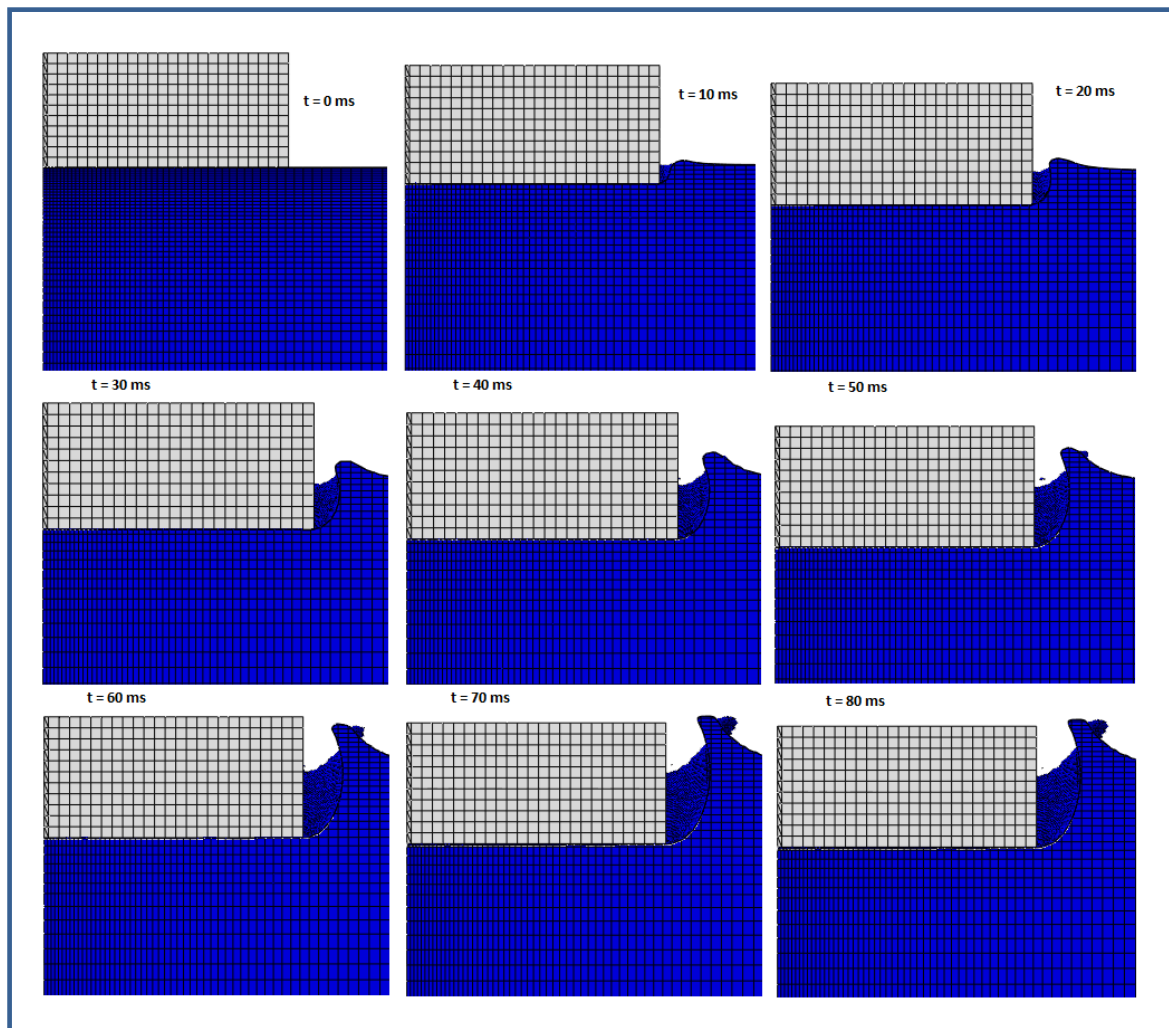 t = 0 ms
t = 10 ms
t = 20 ms
t = 30 ms
t = 40 ms
t = 50 ms
t = 60 ms
t = 70 ms
t = 80 ms